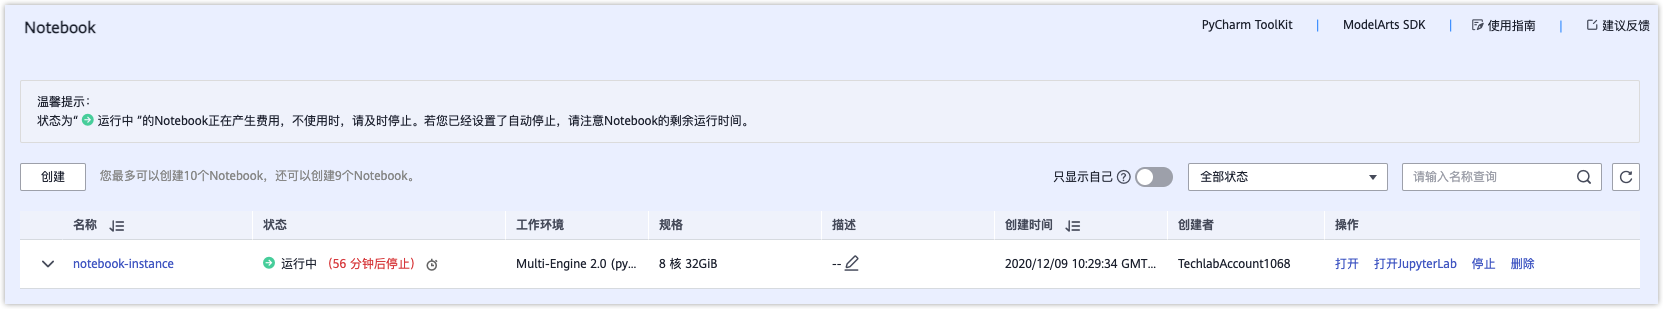 Notebook
PyCharm ToolKit | ModelArts SDK | 使用指南 | 建议反馈
温馨提示：
状态为“ 运行中 ”的Notebook正在产生费用，不使用时，请及时停止。若您已经设置了自动停止，请注意Notebook的剩余运行时间。
创建 您最多可以创建10个Notebook，还可以创建9个Notebook。 只显示自己 ? 全部状态 请输入名称查询
名称 状态 工作环境 规格 描述 创建时间 创建者 操作
notebook-instance 运行中 (56 分钟后停止) Multi-Engine 2.0 (py... 8 核 32GiB -- 2020/12/09 10:29:34 GMT... TechlabAccount1068 打开 打开JupyterLab 停止 删除